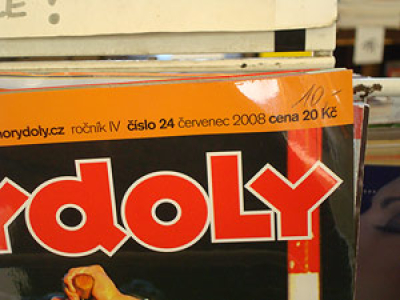 !
10-
horydoly.cz ročník IV číslo 24 červenec 2008 cena 20 Kč
YDOLY